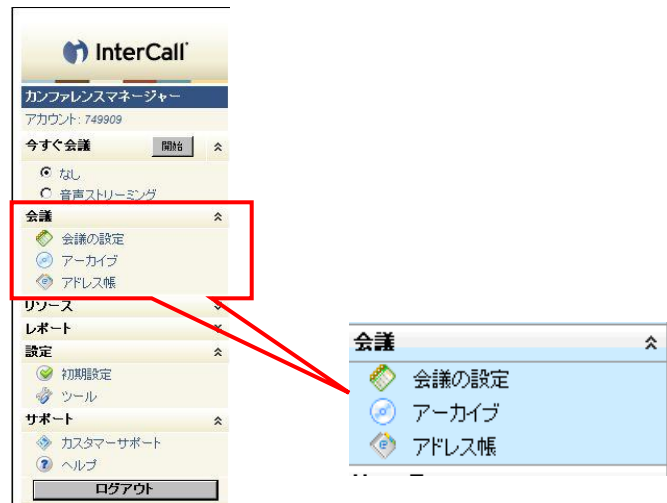 InterCall
カンファレンスマネージャー
アカウント: 749909
今すぐ会議 開始
なし
音声ストリーミング
会議
会議の設定
アーカイブ
アドレス帳
リソース
レポート
設定
初期設定
ツール
サポート
カスタマーサポート
ヘルプ
ログアウト
会議
会議の設定
アーカイブ
アドレス帳